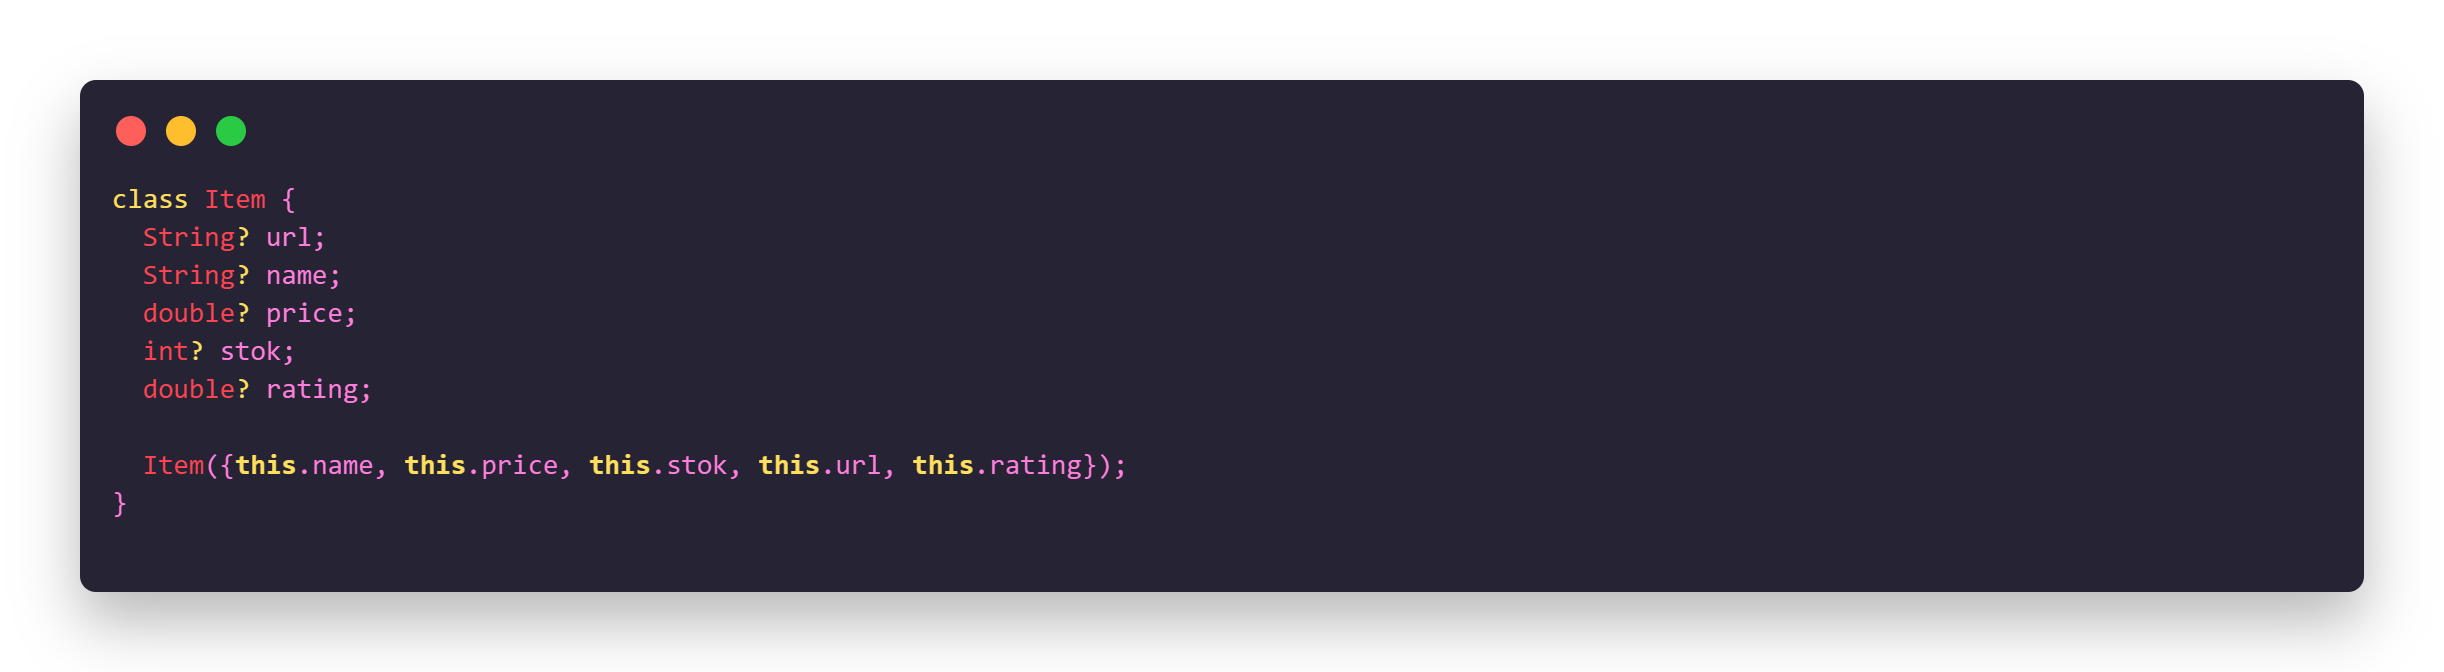 class Item {
  String? url;
  String? name;
  double? price;
  int? stok;
  double? rating;

  Item({this.name, this.price, this.stok, this.url, this.rating});
}